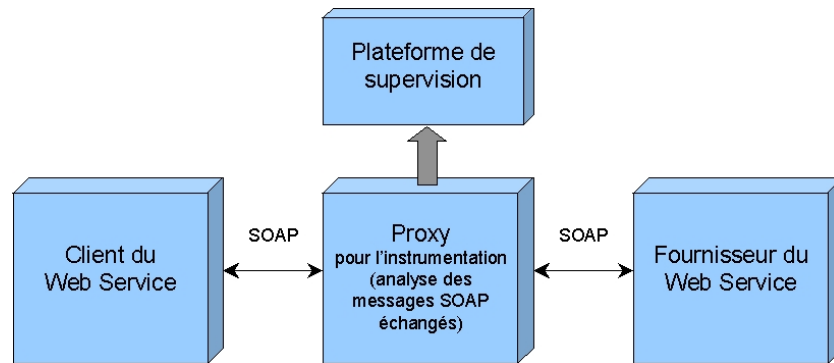 Plateforme de
supervision
Client du
Web Service
SOAP
Proxy
pour l'instrumentation
(analyse des
messages SOAP
échangés)
SOAP
Fournisseur du
Web Service